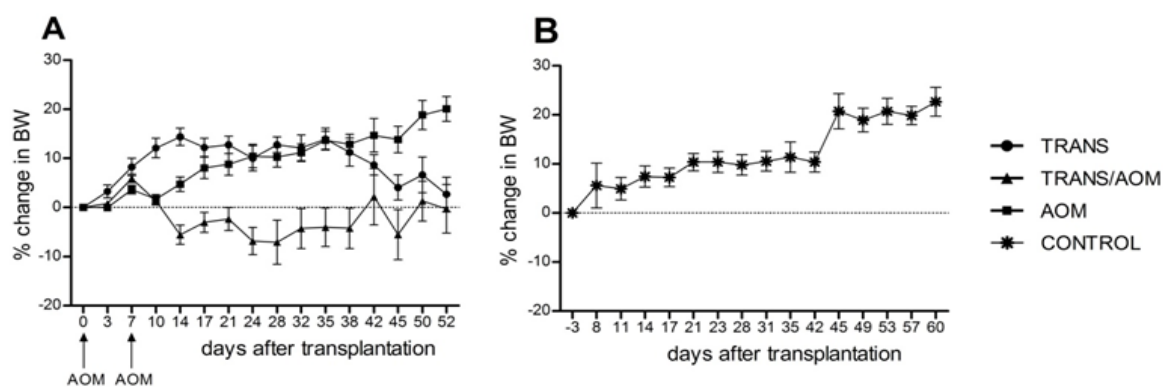 A
30
20
10
0
-10
-20
% change in BW
0 3 7 10 14 17 21 24 28 32 35 38 42 45 50 52
days after transplantation
AOM AOM
B
30
20
10
0
-10
-20
% change in BW
-3 8 11 14 17 21 23 28 31 35 42 45 49 53 57 60
days after transplantation
TRANS
TRANS/AOM
AOM
CONTROL